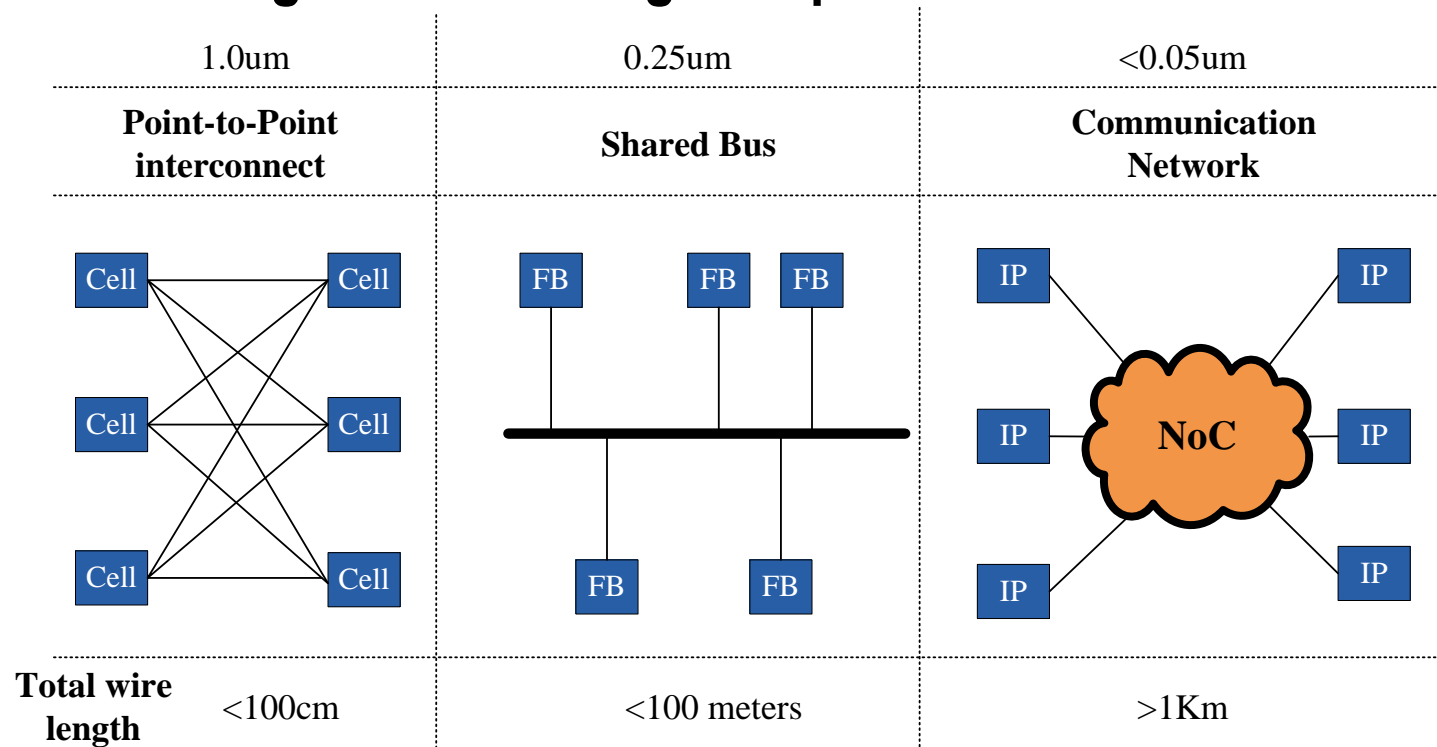 1.0um
0.25um
<0.05um
Point-to-Point
interconnect
Shared Bus
Communication
Network
Cell
Cell
FB
FB
FB
IP
IP
Cell
Cell
IP
NoC
IP
Cell
Cell
FB
FB
IP
IP
Total wire
length
<100cm
<100 meters
>1Km